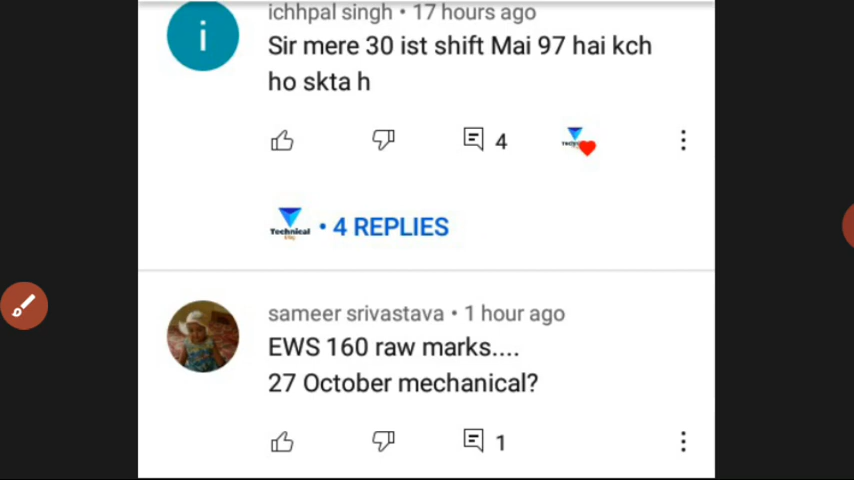 ichhpal singh • 17 hours ago
Sir mere 30 ist shift Mai 97 hai kch
ho skta h
4
Technical
• 4 REPLIES
sameer srivastava • 1 hour ago
EWS 160 raw marks....
27 October mechanical?
1